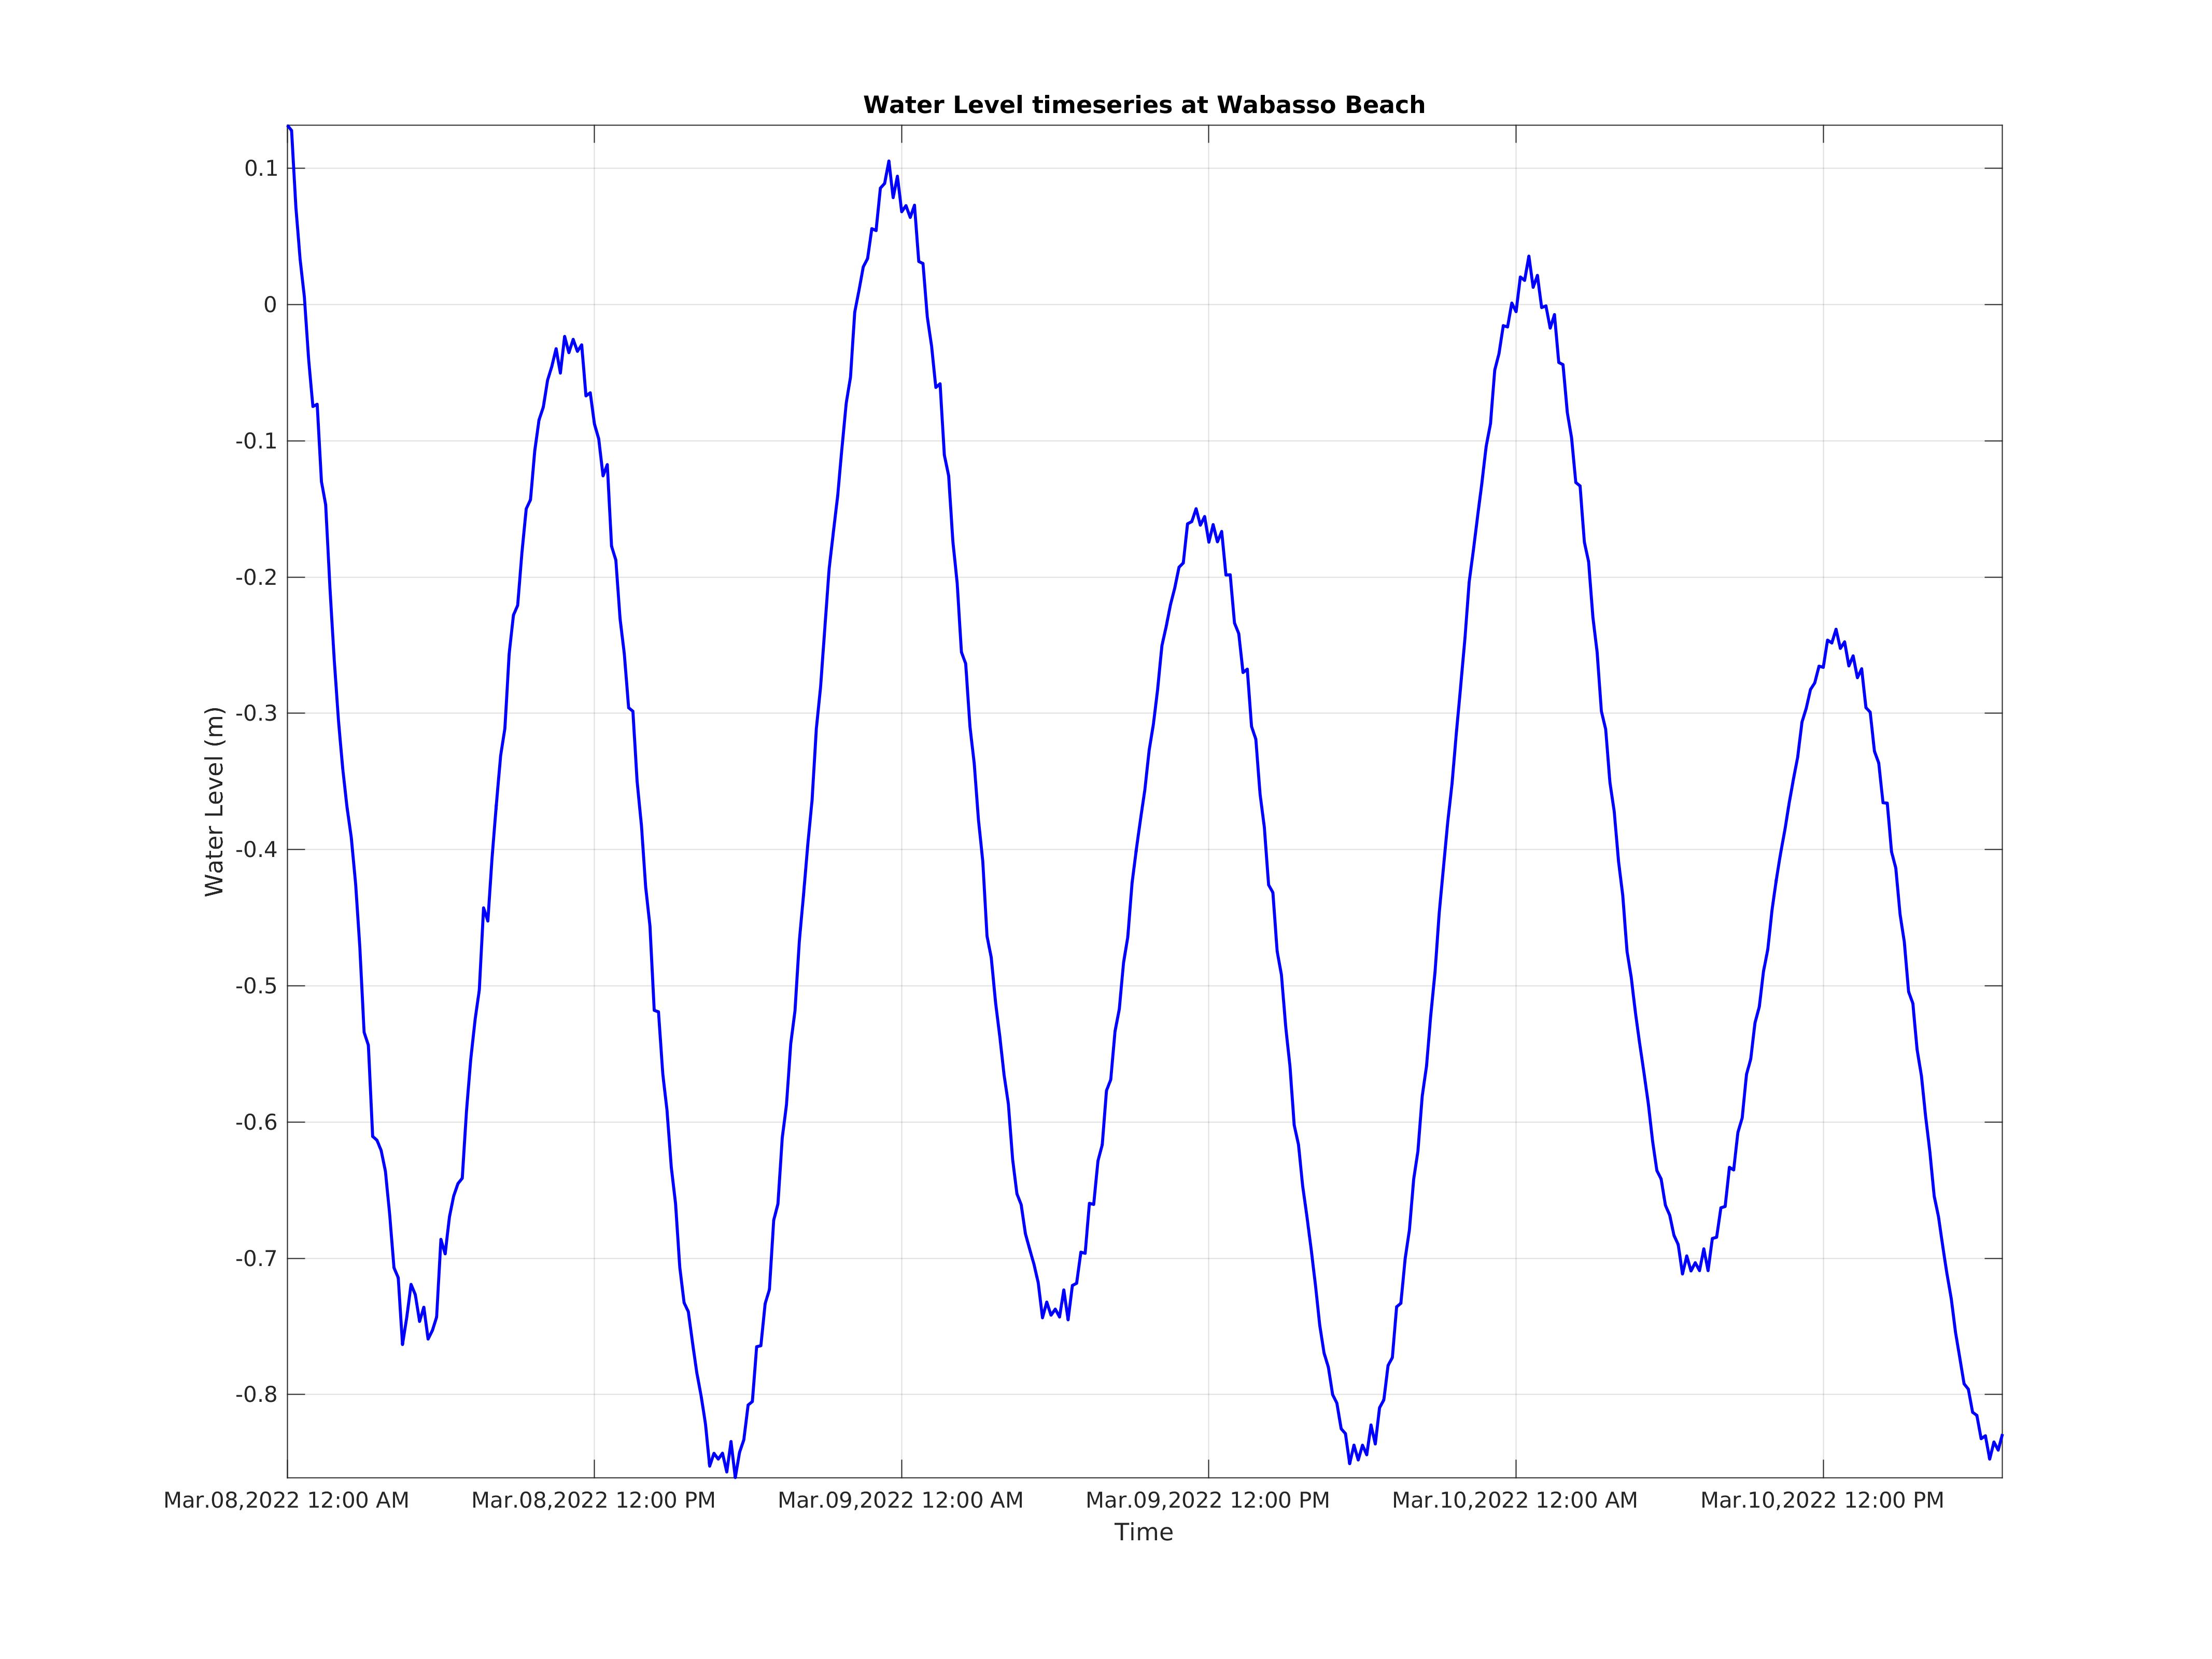 Water Level timeseries at Wabasso Beach
0.1
0
-0.1
-0.2
-0.3
-0.4
-0.5
-0.6
-0.7
-0.8
Water Level (m)
Mar.08,2022 12:00 AM Mar.08,2022 12:00 PM Mar.09,2022 12:00 AM Mar.09,2022 12:00 PM Mar.10,2022 12:00 AM Mar.10,2022 12:00 PM
Time